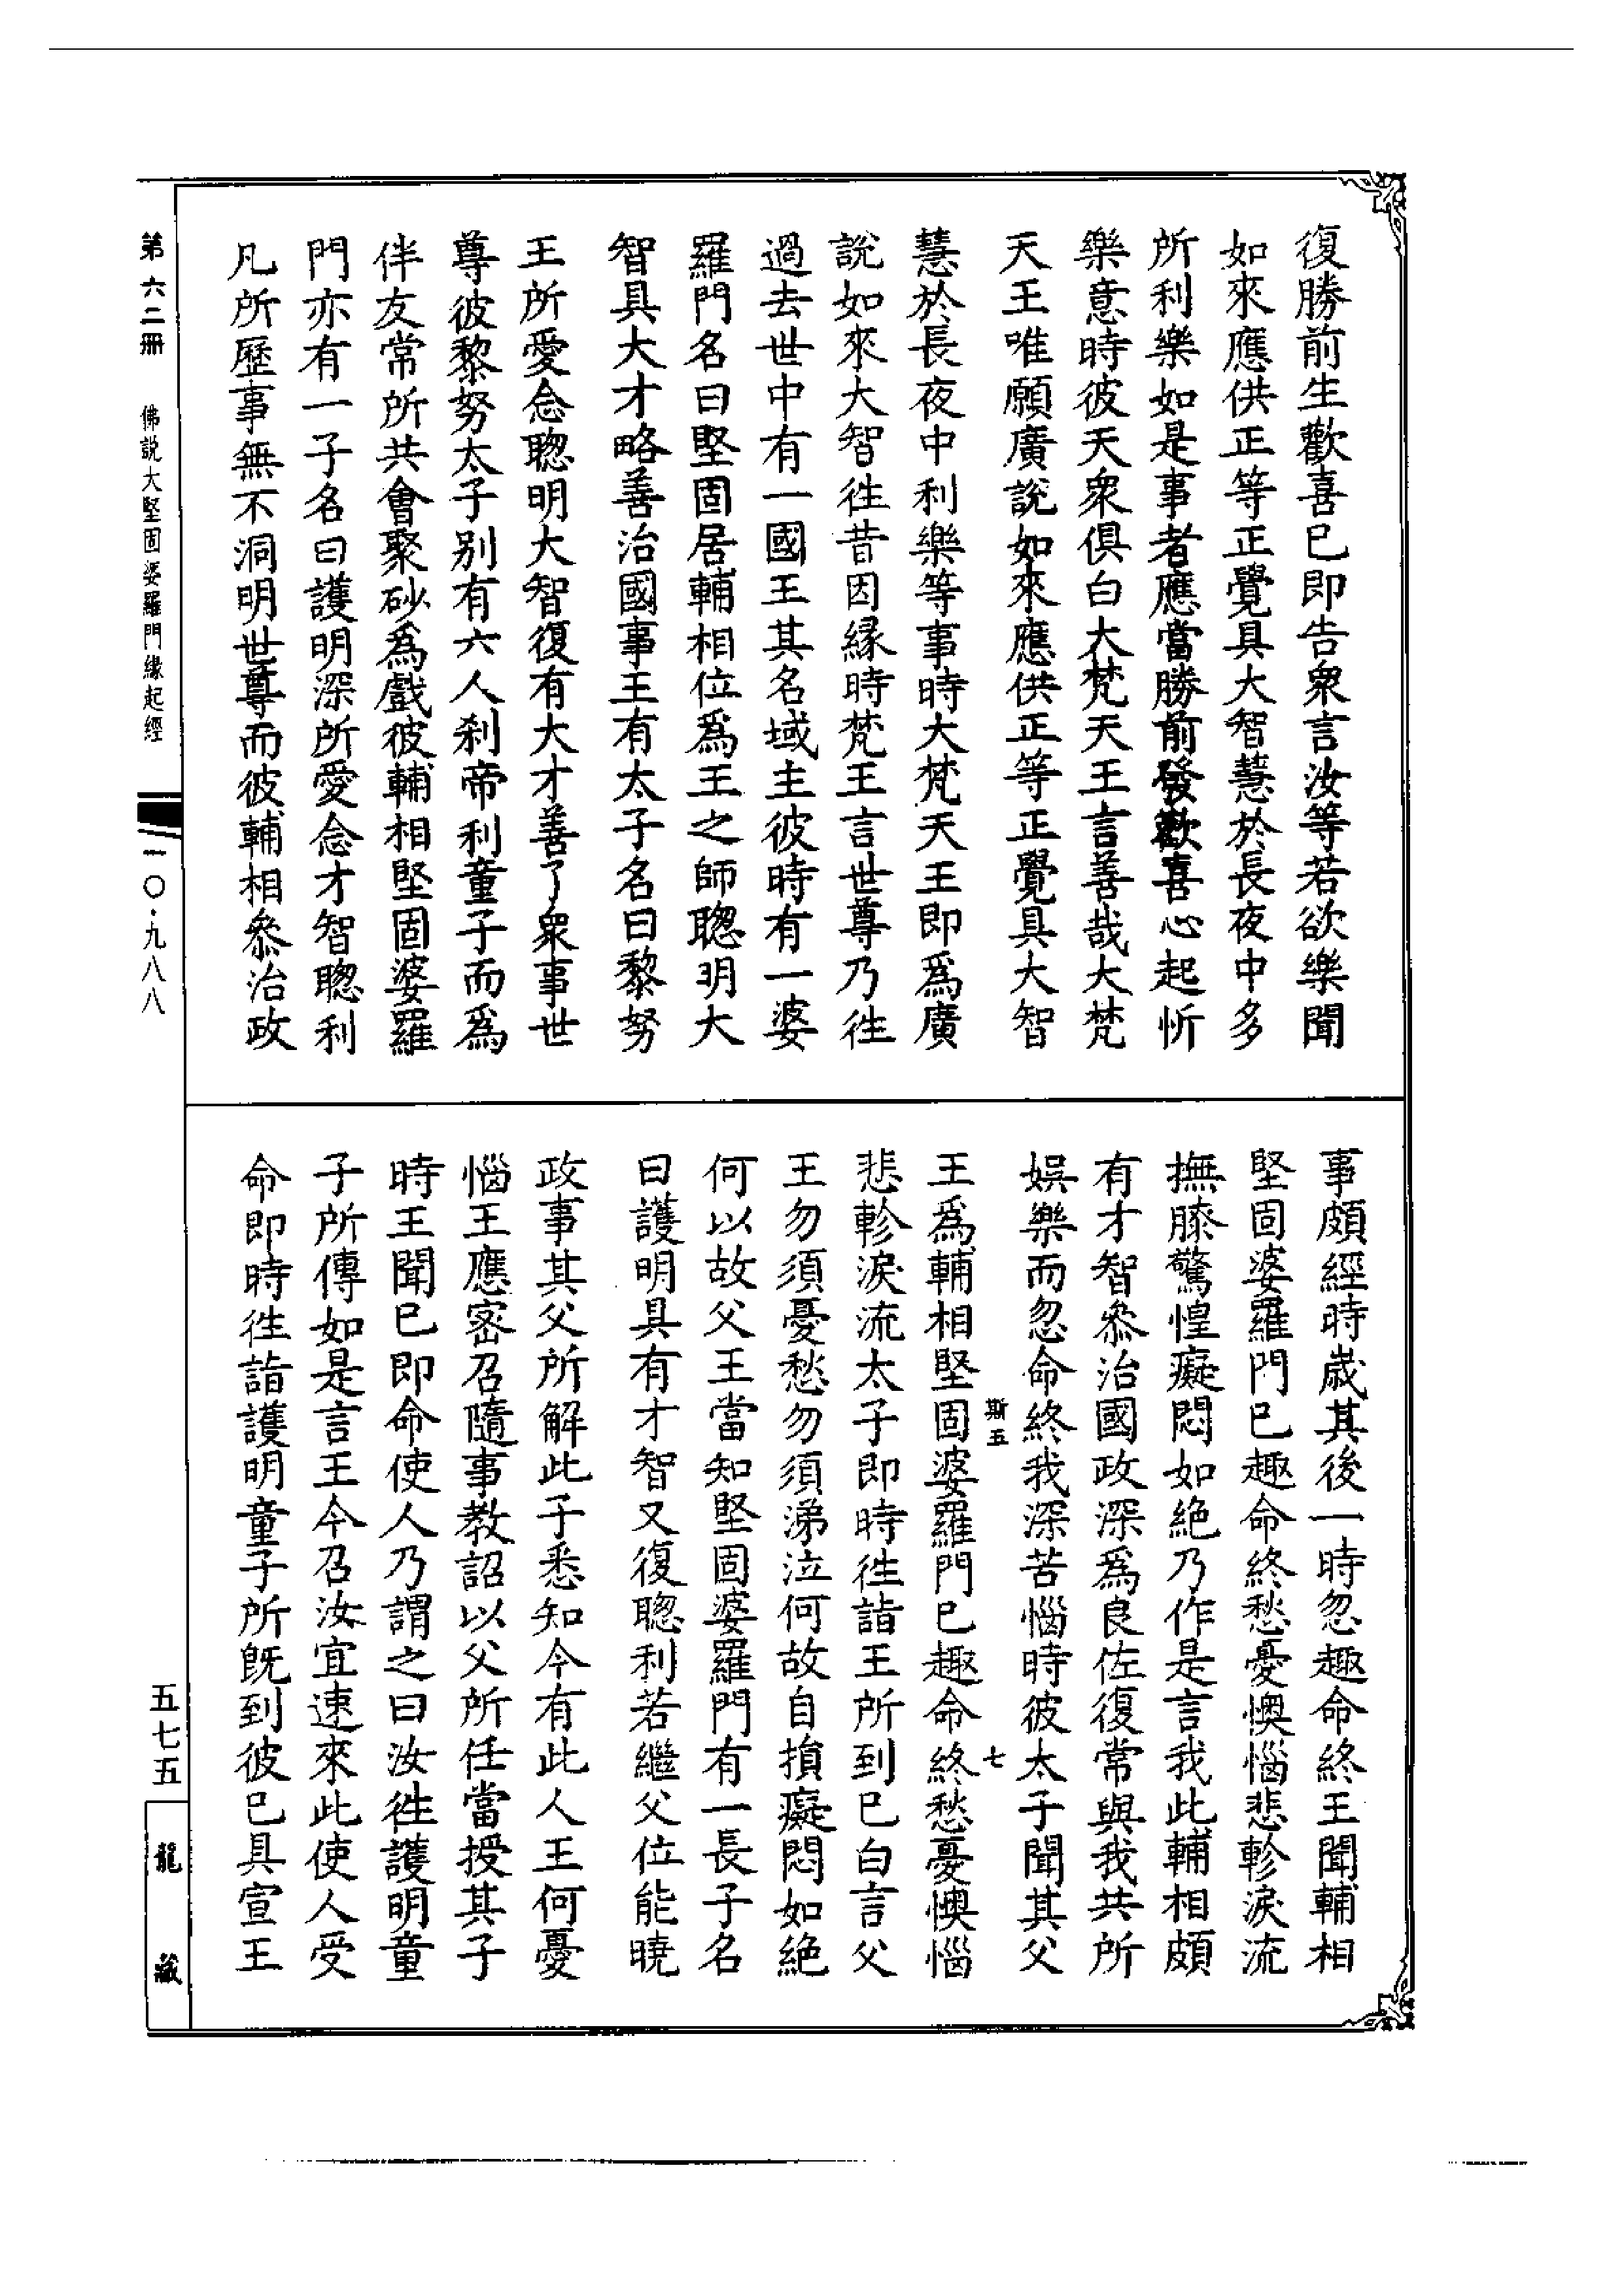 復勝前生歡喜已即告衆言汝等若欲樂聞
如來應供正等正覺具大智慧於長夜中多
所利樂如是事者應當勝前發歡喜心起忻
樂意時彼天衆俱白大梵天王言善哉大梵
天王唯願廣說如來應供正等正覺具大智
慧於長夜中利樂等事時大梵天王即爲廣
說如來大智徃昔因縁時梵王言世尊乃徃
過去世中有一國王其名域主彼時有一婆
羅門名曰堅固居輔相位爲王之師聰明大
智具大才略善治國事王有太子名曰黎努
王所愛念聰明大智復有大才善了衆事世
尊彼黎努太子別有六人刹帝利童子而爲
伴友常所共會聚砂爲戲彼輔相堅固婆羅
門亦有一子名曰護明深所愛念才智聰利
凡所歷事無不洞明世尊而彼輔相叅治政
事頗經時歲其後一時忽趣命終王聞輔相
堅固婆羅門已趣命終愁憂懊惱悲軫淚流
撫膝驚惶癡悶如絶乃作是言我此輔相頗
有才智叅治國政深爲良佐復常與我共所
娛樂而忽命終我深苦惱時彼太子聞其父
斯五 七
王爲輔相堅固婆羅門已趣命終愁憂懊惱
悲軫淚流太子即時徃詣王所到已白言父
王勿須憂愁勿須涕泣何故自損癡悶如絶
何以故父王當知堅固婆羅門有一長子名
曰護明具有才智又復聰利若繼父位能曉
政事其父所解此子悉知今有此人王何憂
惱王應密召隨事教詔以父所任當授其子
時王聞已即命使人乃謂之曰汝徃護明童
子所傳如是言王今召汝宜速來此使人受
命即時徃詣護明童子所旣到彼已具宣王
第六二冊 佛說大堅固婆羅門緣起經
一〇·九八八
五七五
龍藏